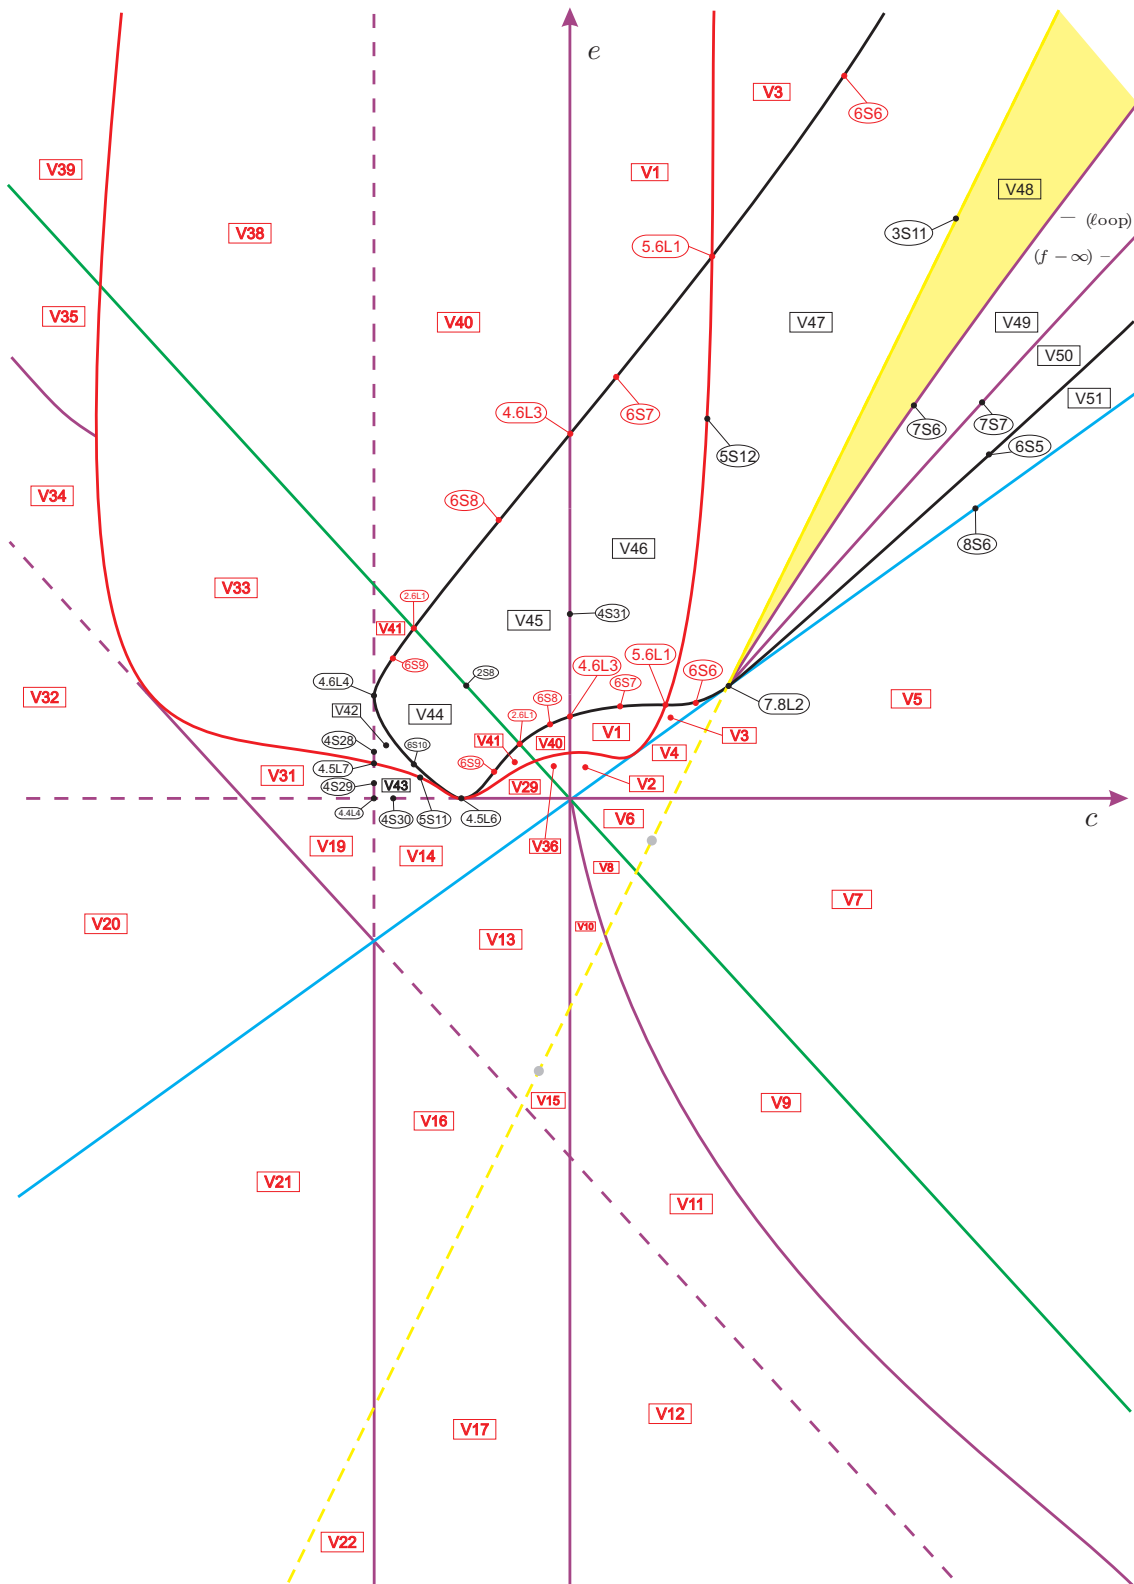 e
V3
6S6
V39
V1
V48
V38
3S11
(ℓoop)
5.6L1
(f − ∞)
V35
V40
V47
V49
V50
6S7
V51
4.6L3
7S6
7S7
6S5
5S12
V34
6S8
8S6
V46
V33
2.6L1
V41
V45
4S31
4.6L3
5.6L1
6S9
2S8
6S6
V32
4.6L4
6S7
V5
7.8L2
V42
V44
6S8
V1
V3
2.6L1
4S28
6S10
V41
V40
V4
4.5L7
6S9
V31
4S29
V43
V29
V2
4.4L4
4S30
5S11
4.5L6
V6
c
V19
V14
V36
V8
V7
V20
V13
V10
V15
V9
V16
V21
V11
V12
V17
V22